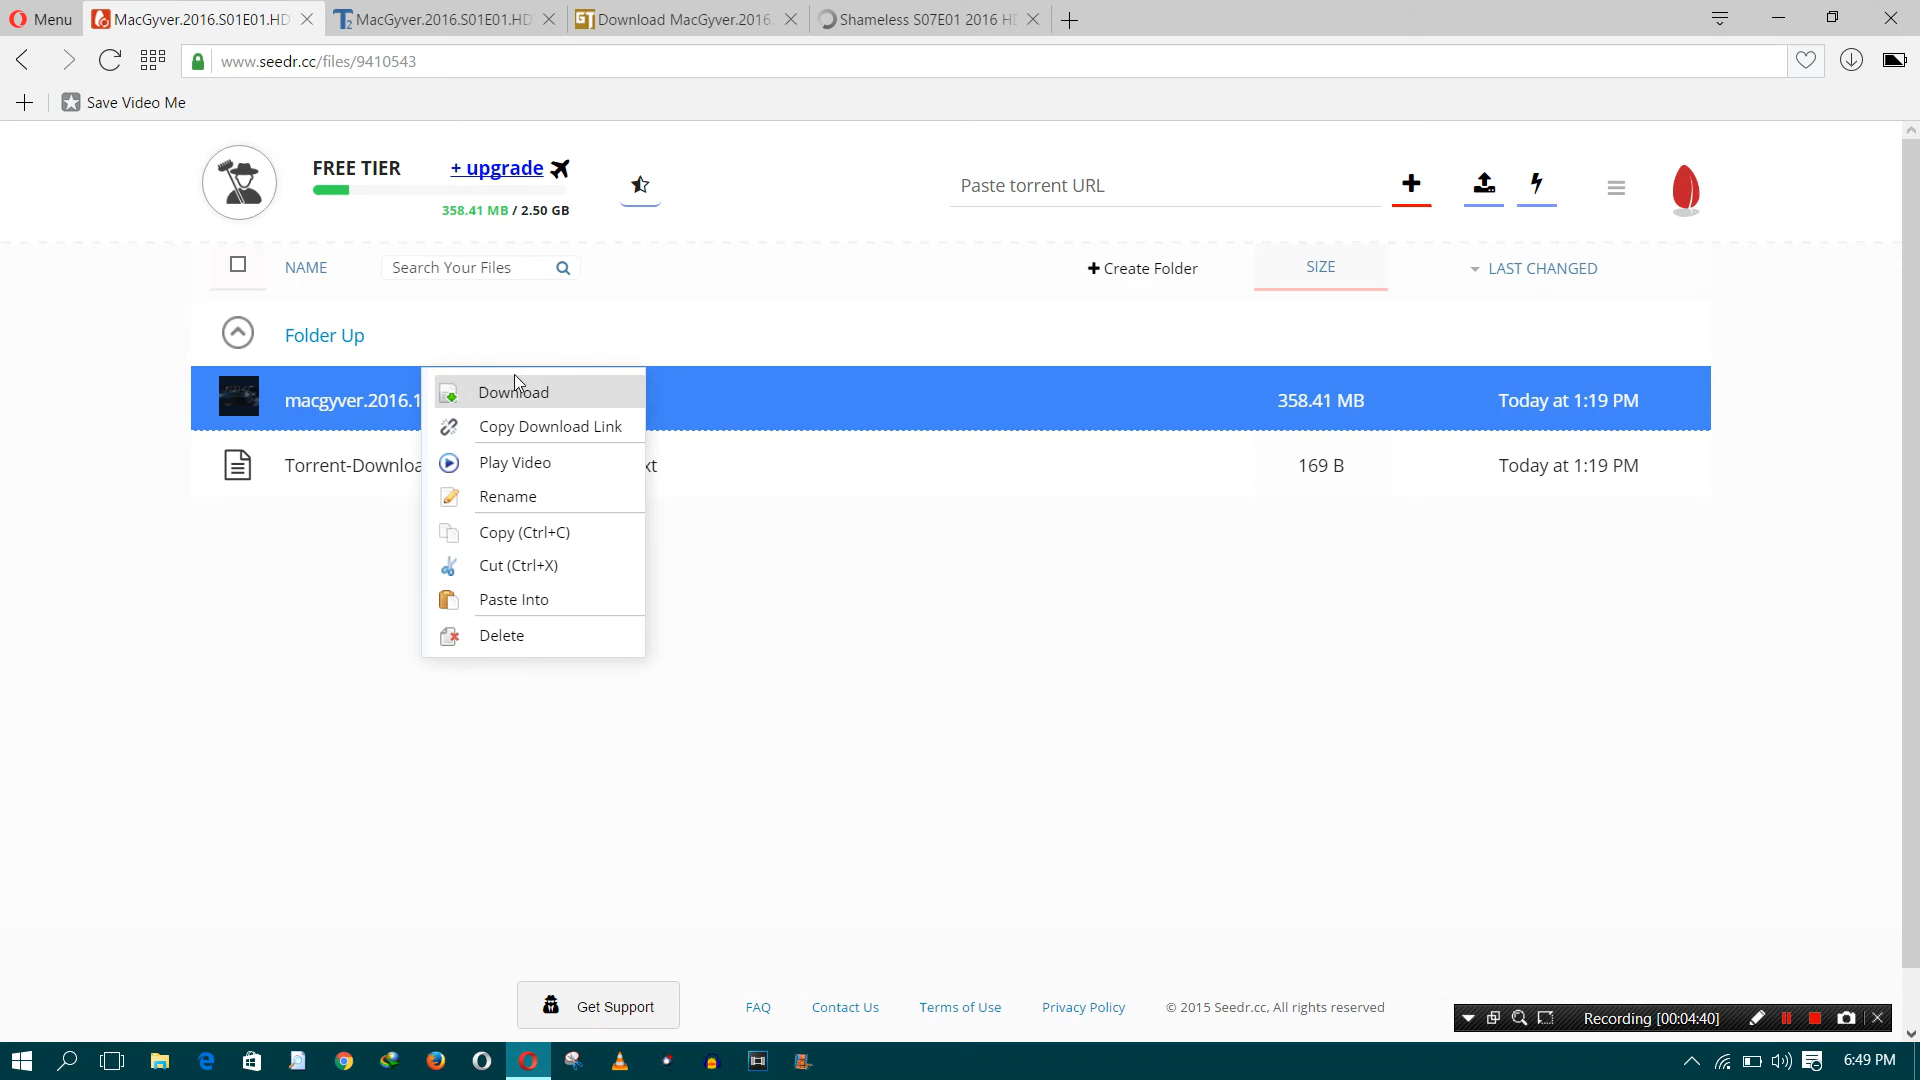 Menu
MacGyver.2016.S01E01.HD
MacGyver.2016.S01E01.HD
Download MacGyver.2016.
Shameless S07E01 2016 HD
www.seedr.cc/files/9410543
Save Video Me
FREE TIER
+ upgrade
358.41 MB / 2.50 GB
Paste torrent URL
NAME
Search Your Files
Create Folder
SIZE
LAST CHANGED
Folder Up
macgyver.2016.1
358.41 MB
Today at 1:19 PM
Torrent-Downloa
xt
169 B
Today at 1:19 PM
Download
Copy Download Link
Play Video
Rename
Copy (Ctrl+C)
Cut (Ctrl+X)
Paste Into
Delete
Get Support
FAQ
Contact Us
Terms of Use
Privacy Policy
© 2015 Seedr.cc, All rights reserved
Recording [00:04:40]
6:49 PM